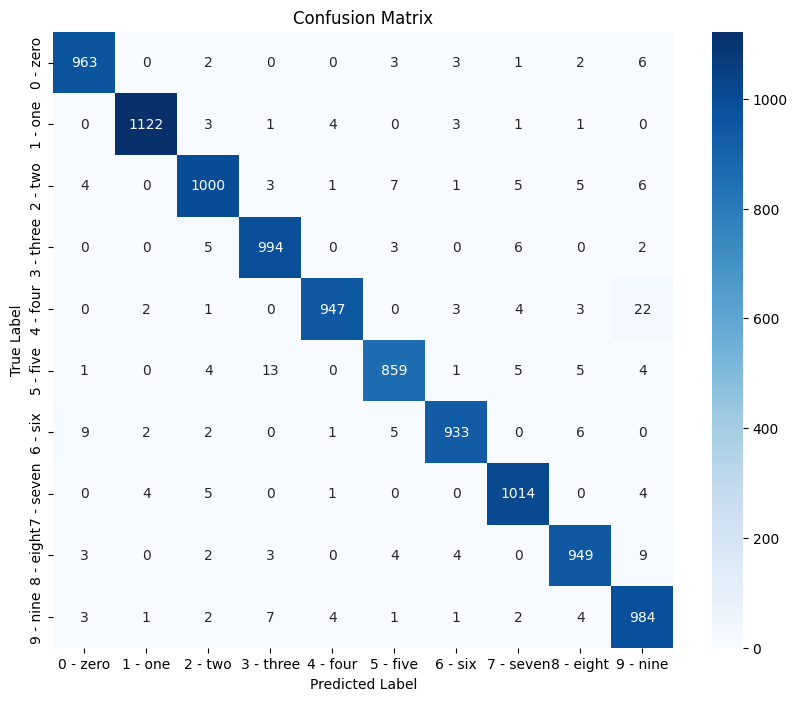 Confusion Matrix
0 - zero 963 0 2 0 0 3 3 1 2 6
1 - one 0 1122 3 1 4 0 3 1 1 0
2 - two 4 0 1000 3 1 7 1 5 5 6
3 - three 0 0 5 994 0 3 0 6 0 2
4 - four 0 2 1 0 947 0 3 4 3 22
5 - five 1 0 4 13 0 859 1 5 5 4
6 - six 9 2 2 0 1 5 933 0 6 0
7 - seven 0 4 5 0 1 0 0 1014 0 4
8 - eight 3 0 2 3 0 4 4 0 949 9
9 - nine 3 1 2 7 4 1 1 2 4 984
0 - zero 1 - one 2 - two 3 - three 4 - four 5 - five 6 - six 7 - seven 8 - eight 9 - nine
Predicted Label
True Label
1000
800
600
400
200
0